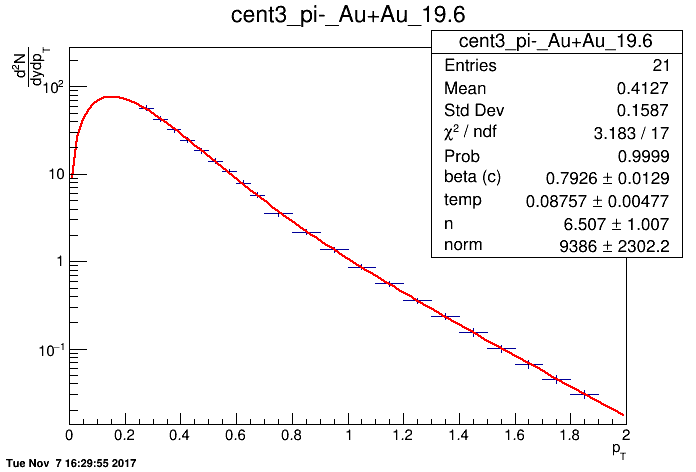 cent3_pi-_Au+Au_19.6
d²N
dydp_T
cent3_pi-_Au+Au_19.6
Entries 21
Mean 0.4127
Std Dev 0.1587
χ² / ndf 3.183 / 17
Prob 0.9999
beta (c) 0.7926 ± 0.0129
temp 0.08757 ± 0.00477
n 6.507 ± 1.007
norm 9386 ± 2302.2
10²
10
1
10⁻¹
0 0.2 0.4 0.6 0.8 1 1.2 1.4 1.6 1.8 2
p_T
Tue Nov 7 16:29:55 2017